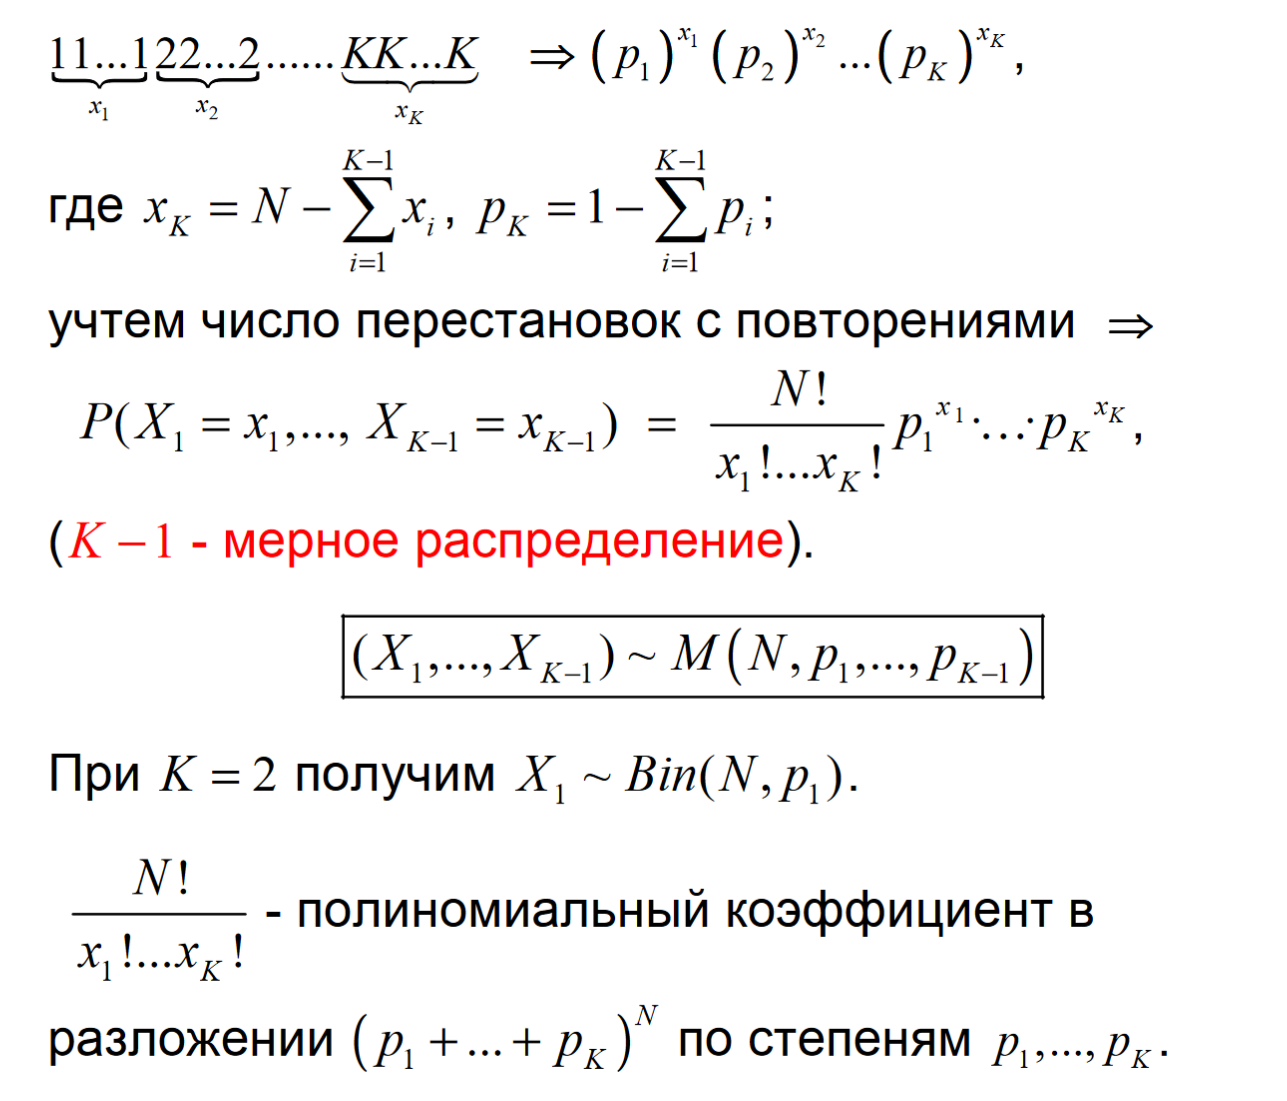 $\underbrace{11...1}_{x_1}\underbrace{22...2}_{x_2}......\underbrace{KK...K}_{x_K} \Rightarrow (p_1)^{x_1}(p_2)^{x_2}...(p_K)^{x_K},$
где $x_K = N - \sum_{i=1}^{K-1} x_i$, $p_K = 1 - \sum_{i=1}^{K-1} p_i$;
учтем число перестановок с повторениями $\Rightarrow$
$P(X_1 = x_1,..., X_{K-1} = x_{K-1}) = \frac{N!}{x_1!...x_K!} p_1^{x_1}\cdot...\cdot p_K^{x_K},$
($K-1$ - мерное распределение).
$(X_1,...,X_{K-1}) \sim M(N, p_1,..., p_{K-1})$
При $K = 2$ получим $X_1 \sim Bin(N, p_1)$.
$\frac{N!}{x_1!...x_K!}$ - полиномиальный коэффициент в
разложении $(p_1 + ... + p_K)^N$ по степеням $p_1,..., p_K$.